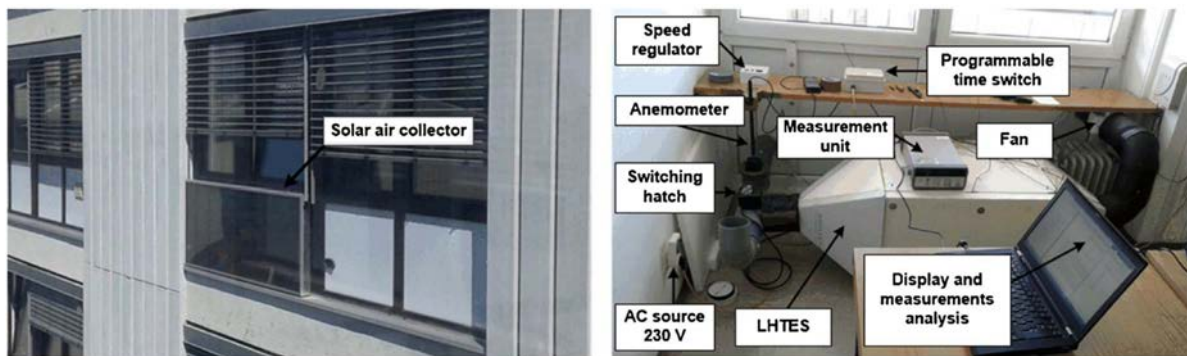 Solar air collector
Speed
regulator
Programmable
time switch
Anemometer
Measurement
unit
Fan
Switching
hatch
AC source
230 V
LHTES
Display and
measurements
analysis